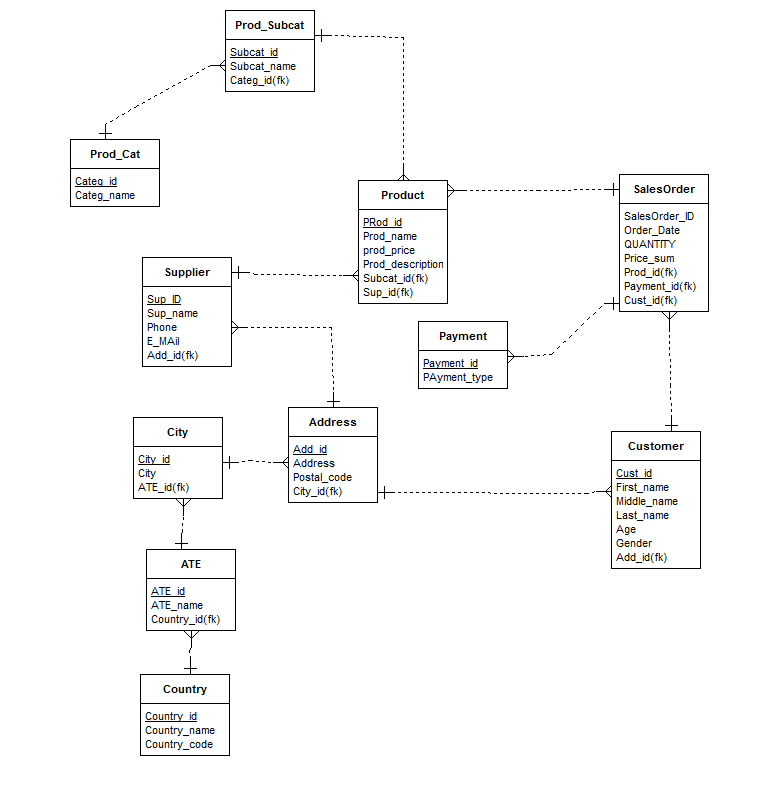 Prod_Subcat
Subcat_id
Subcat_name
Categ_id(fk)
Prod_Cat
Categ_id
Categ_name
Product
PRod_id
Prod_name
prod_price
Prod_description
Subcat_id(fk)
Sup_id(fk)
SalesOrder
SalesOrder_ID
Order_Date
QUANTITY
Price_sum
Prod_id(fk)
Payment_id(fk)
Cust_id(fk)
Supplier
Sup_ID
Sup_name
Phone
E_MAil
Add_id(fk)
Payment
Payment_id
PAyment_type
Address
Add_id
Address
Postal_code
City_id(fk)
City
City_id
City
ATE_id(fk)
Customer
Cust_id
First_name
Middle_name
Last_name
Age
Gender
Add_id(fk)
ATE
ATE_id
ATE_name
Country_id(fk)
Country
Country_id
Country_name
Country_code